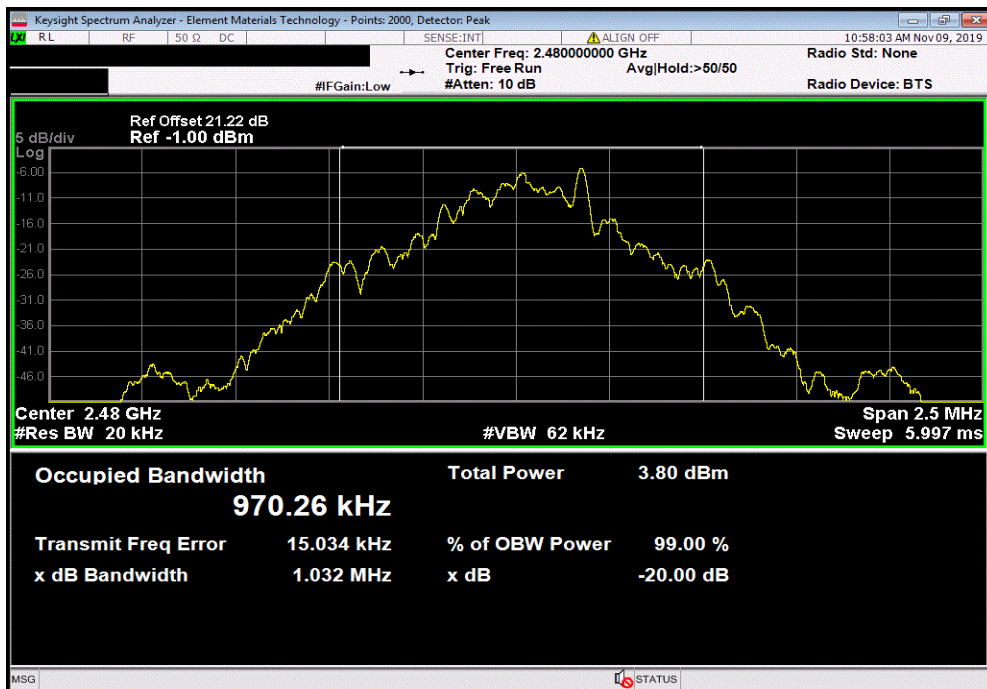 Keysight Spectrum Analyzer - Element Materials Technology - Points: 2000, Detector: Peak
LXI RL RF 50 Ω DC SENSE:INT ALIGN OFF 10:58:03 AM Nov 09, 2019
Center Freq: 2.480000000 GHz Radio Std: None
Trig: Free Run Avg|Hold:>50/50
#IFGain:Low #Atten: 10 dB Radio Device: BTS
Ref Offset 21.22 dB
5 dB/div Ref -1.00 dBm
Log
-6.00
-11.0
-16.0
-21.0
-26.0
-31.0
-36.0
-41.0
-46.0
Center 2.48 GHz Span 2.5 MHz
#Res BW 20 kHz #VBW 62 kHz Sweep 5.997 ms
Occupied Bandwidth Total Power 3.80 dBm
970.26 kHz
Transmit Freq Error 15.034 kHz % of OBW Power 99.00 %
x dB Bandwidth 1.032 MHz x dB -20.00 dB
MSG STATUS